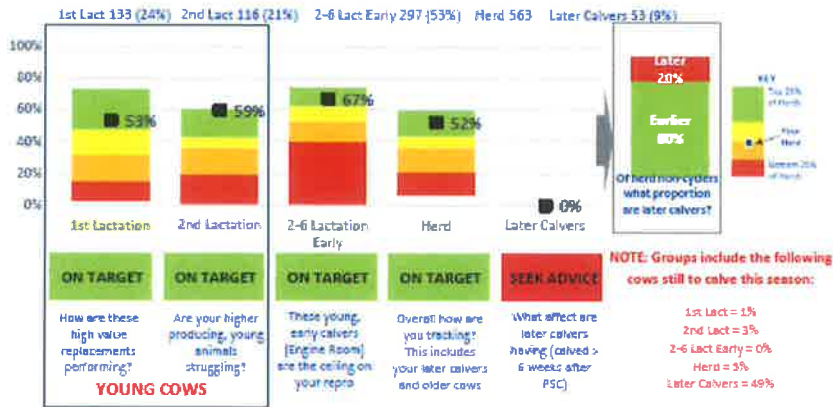 1st Lact 133 (24%) 2nd Lact 116 (21%) 2-6 Lact Early 297 (53%) Herd 563 Later Calvers 53 (9%)
100%
80%
60%
40%
20%
0%
53%
59%
67%
52%
0%
1st Lactation
2nd Lactation
2-6 Lactation
Early
Herd
Later Calvers
ON TARGET
ON TARGET
ON TARGET
ON TARGET
SEEK ADVICE
How are these
high value
replacements
performing?
Are your higher
producing, young
animals
struggling?
YOUNG COWS
These young,
early calvers
(Engine Room)
are the ceiling on
your repro
Overall how are
you tracking?
This includes
your later calvers
and older cows
What affect are
later calvers
having (calved >
6 weeks after
PSC)
Later
20%
Earlier
80%
Of herd non-cyclers
what proportion
are later calvers?
KEY
Top 25%
of Herds
Your
Herd
Bottom 25%
of Herds
NOTE: Groups include the following
cows still to calve this season:
1st Lact = 1%
2nd Lact = 3%
2-6 Lact Early = 0%
Herd = 5%
Later Calvers = 49%